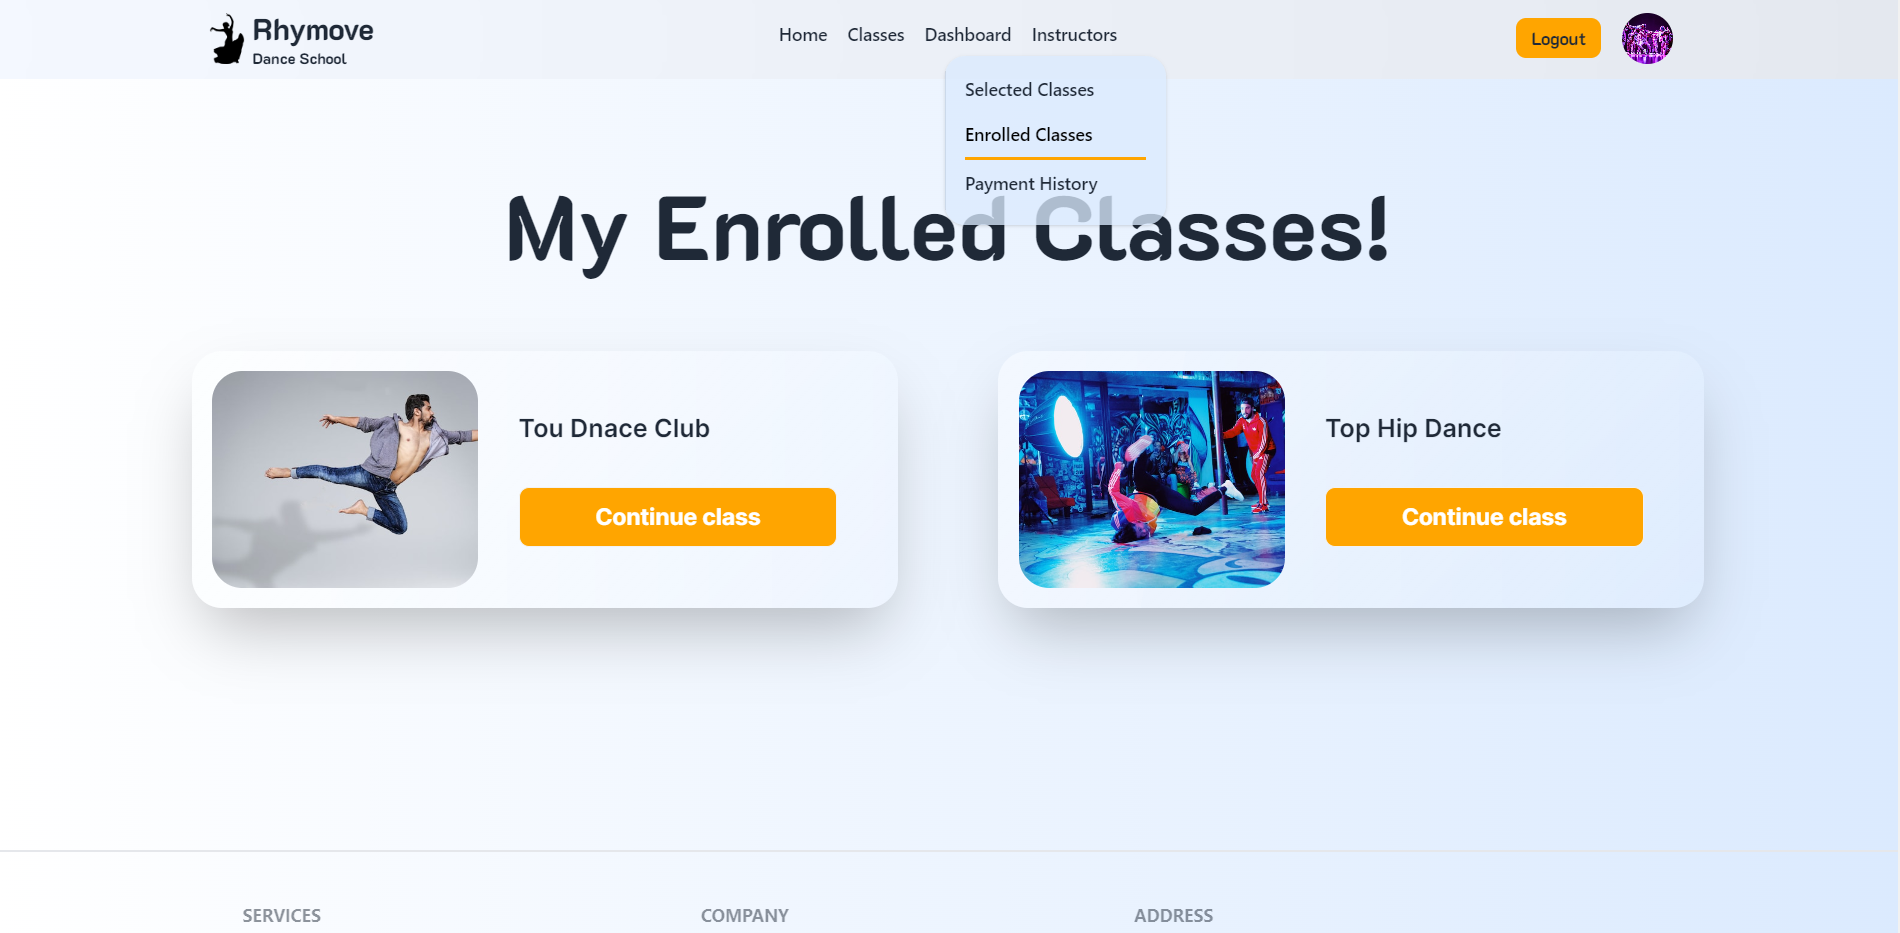 Rhymove
Dance School
Home Classes Dashboard Instructors
Logout
Selected Classes
Enrolled Classes
Payment History
My Enrolled Classes!
Tou Dnace Club
Continue class
Top Hip Dance
Continue class
SERVICES COMPANY ADDRESS